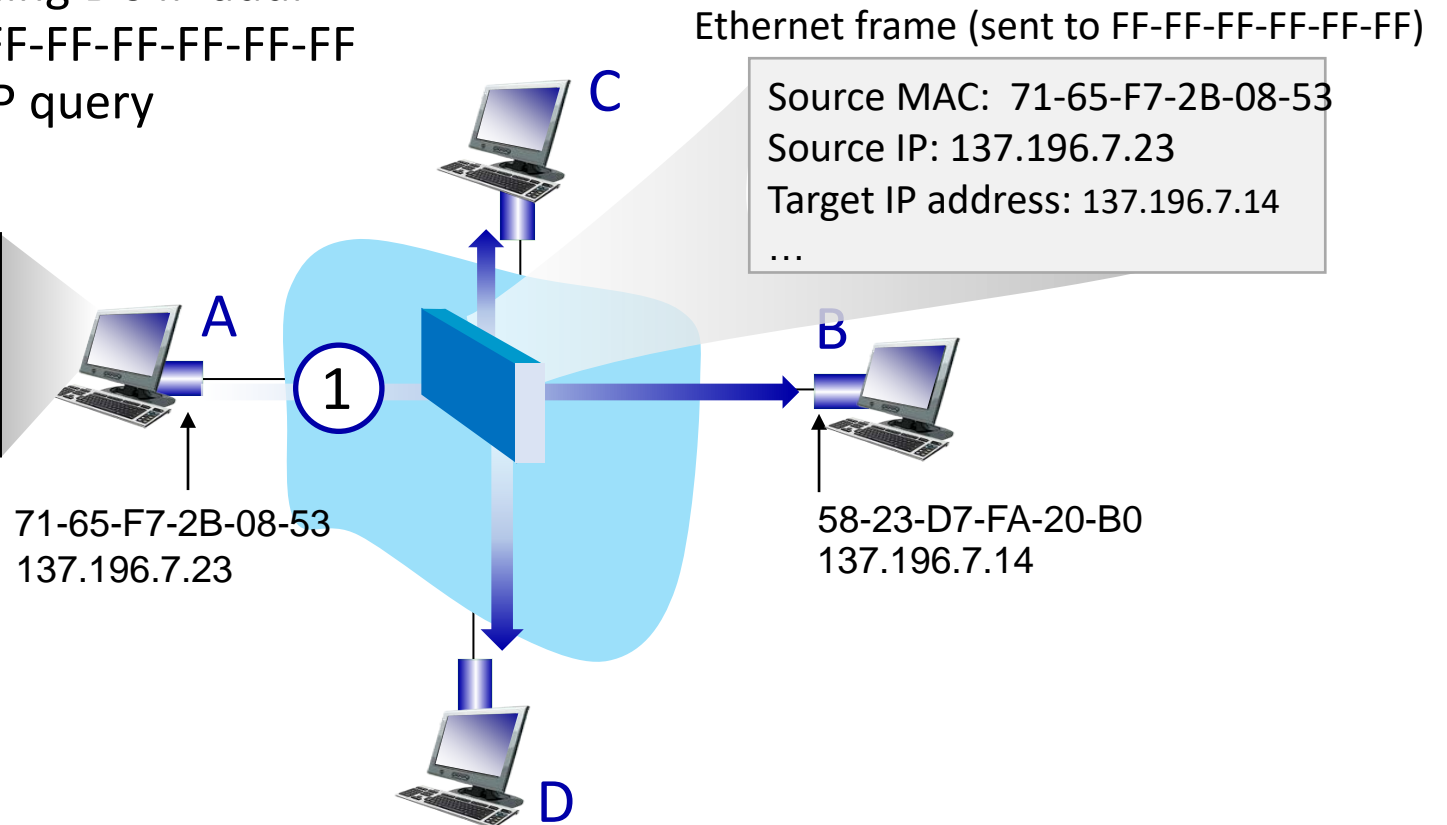 FF-FF-FF-FF-FF-FF
query
Ethernet frame (sent to FF-FF-FF-FF-FF-FF)
Source MAC: 71-65-F7-2B-08-53
Source IP: 137.196.7.23
Target IP address: 137.196.7.14
…
C
A
B
1
71-65-F7-2B-08-53
137.196.7.23
58-23-D7-FA-20-B0
137.196.7.14
D